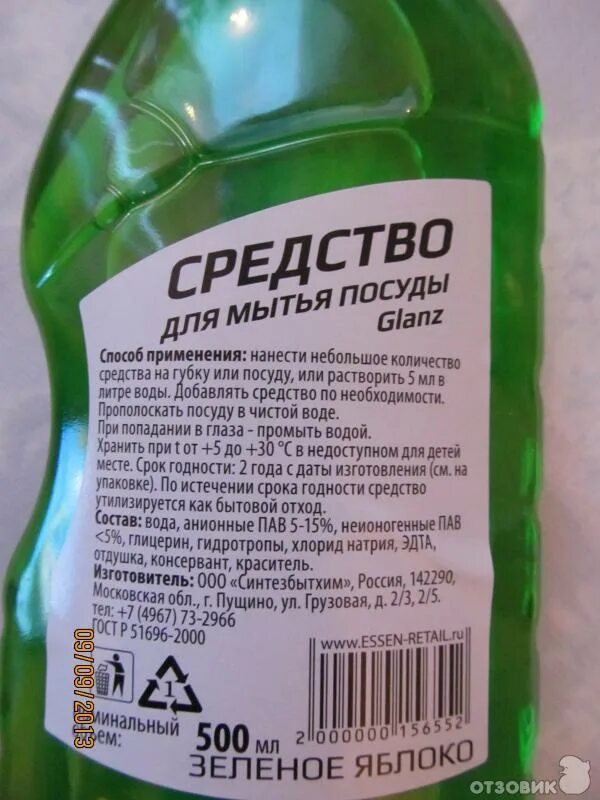 СРЕДСТВО
ДЛЯ МЫТЬЯ ПОСУДЫ
Glanz
Способ применения: нанести небольшое количество
средства на губку или посуду, или растворить 5 мл в
литре воды. Добавлять средство по необходимости.
Прополоскать посуду в чистой воде.
При попадании в глаза - промыть водой.
Хранить при t от +5 до +30 °С в недоступном для детей
месте. Срок годности: 2 года с даты изготовления (см. на
упаковке). По истечении срока годности средство
утилизируется как бытовой отход.
Состав: вода, анионные ПАВ 5-15%, неионогенные ПАВ
<5%, глицерин, гидротропы, хлорид натрия, ЭДТА,
отдушка, консервант, краситель.
Изготовитель: ООО «Синтезбытхим», Россия, 142290,
Московская обл., г. Пущино, ул. Грузовая, д. 2/3, 2/5.
тел: +7 (4967) 73-2966
ГОСТ Р 51696-2000
www.ESSEN-RETAIL.ru
1
минальный
ъем:
500 мл
2 000000 156552
ЗЕЛЕНОЕ ЯБЛОКО
09/09/2013
ОТЗОВИК